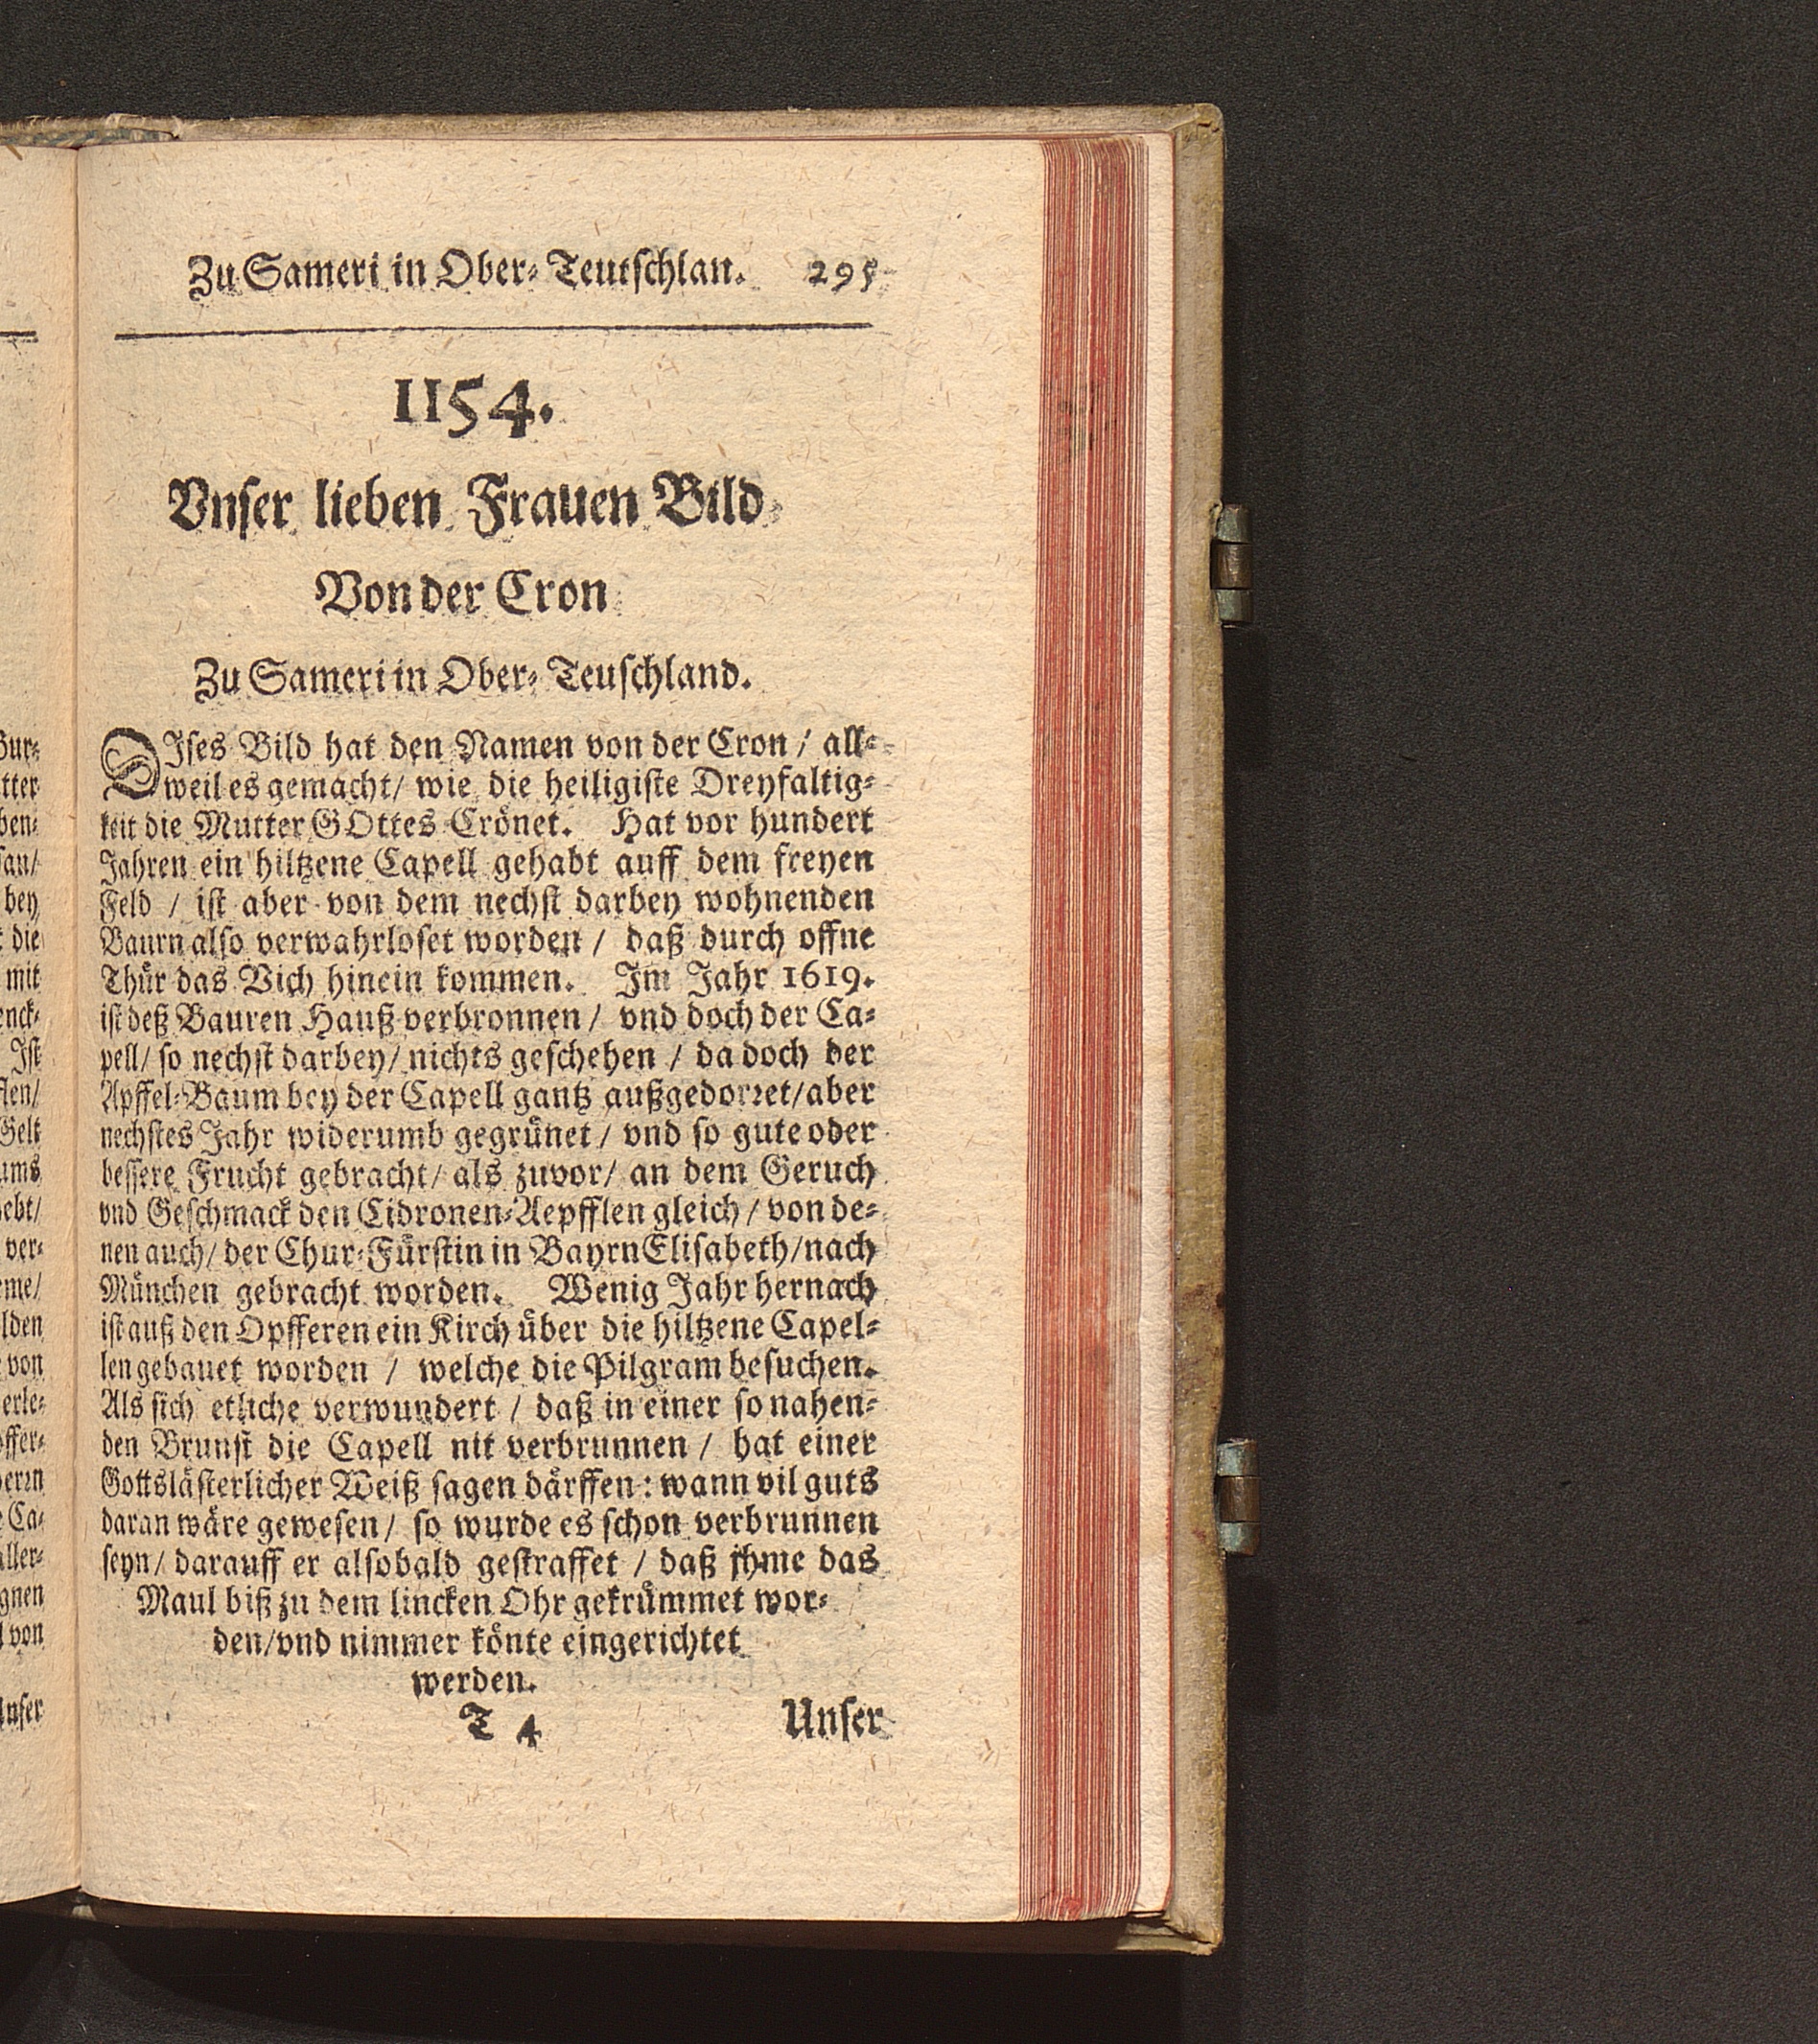 Zu Sameri in Ober-Teutschlan. 295
1154.
Vnser lieben Frauen Bild
Von der Cron
Zu Sameri in Ober-Teuschland.
DIses Bild hat den Namen von der Cron / all-
weil es gemacht / wie die heiligiste Dreyfaltig-
keit die Mutter GOttes Crönet. Hat vor hundert
Jahren ein hiltzene Capell gehabt auff dem freyen
Feld / ist aber von dem nechst darbey wohnenden
Baurn also verwahrloset worden / daß durch offne
Thür das Vich hinein kommen. Im Jahr 1619.
ist deß Bauren Hauß verbronnen / vnd doch der Ca-
pell / so nechst darbey / nichts geschehen / da doch der
Apffel-Baum bey der Capell gantz außgedorret / aber
nechstes Jahr widerumb gegrünet / vnd so gute oder
bessere Frucht gebracht / als zuvor / an dem Geruch
vnd Geschmack den Cidronen-Aepfflen gleich / von de-
nen auch / der Chur-Fürstin in Bayrn Elisabeth / nach
München gebracht worden. Wenig Jahr hernach
ist auß den Opfferen ein Kirch über die hiltzene Capel-
len gebauet worden / welche die Pilgram besuchen.
Als sich etliche verwundert / daß in einer so nahen-
den Brunst die Capell nit verbrunnen / hat einer
Gottslästerlicher Weiß sagen därffen: wann vil guts
daran wäre gewesen / so wurde es schon verbrunnen
seyn / darauff er alsobald gestraffet / daß jhme das
Maul biß zu dem lincken Ohr gekrümmet wor-
den / vnd nimmer könte eingerichtet
werden.
T 4 Unser